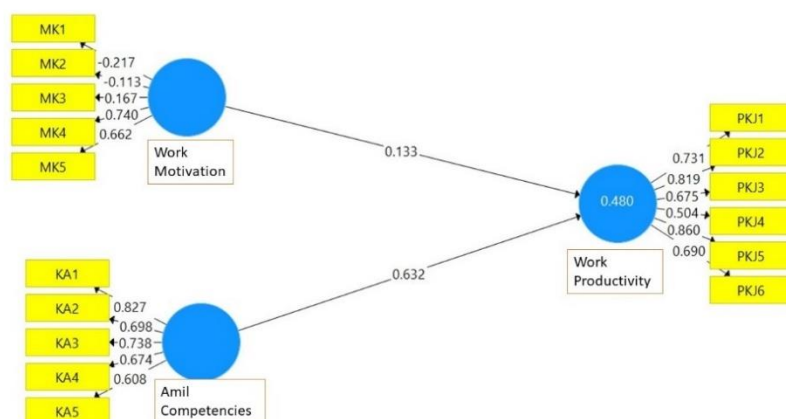 MK1
MK2
MK3
MK4
MK5
-0.217
-0.113
0.167
0.740
0.662
Work
Motivation
0.133
KA1
KA2
KA3
KA4
KA5
0.827
0.698
0.738
0.674
0.608
Amil
Competencies
0.632
0.480
Work
Productivity
0.731
0.819
0.675
0.504
0.860
0.690
PKJ1
PKJ2
PKJ3
PKJ4
PKJ5
PKJ6